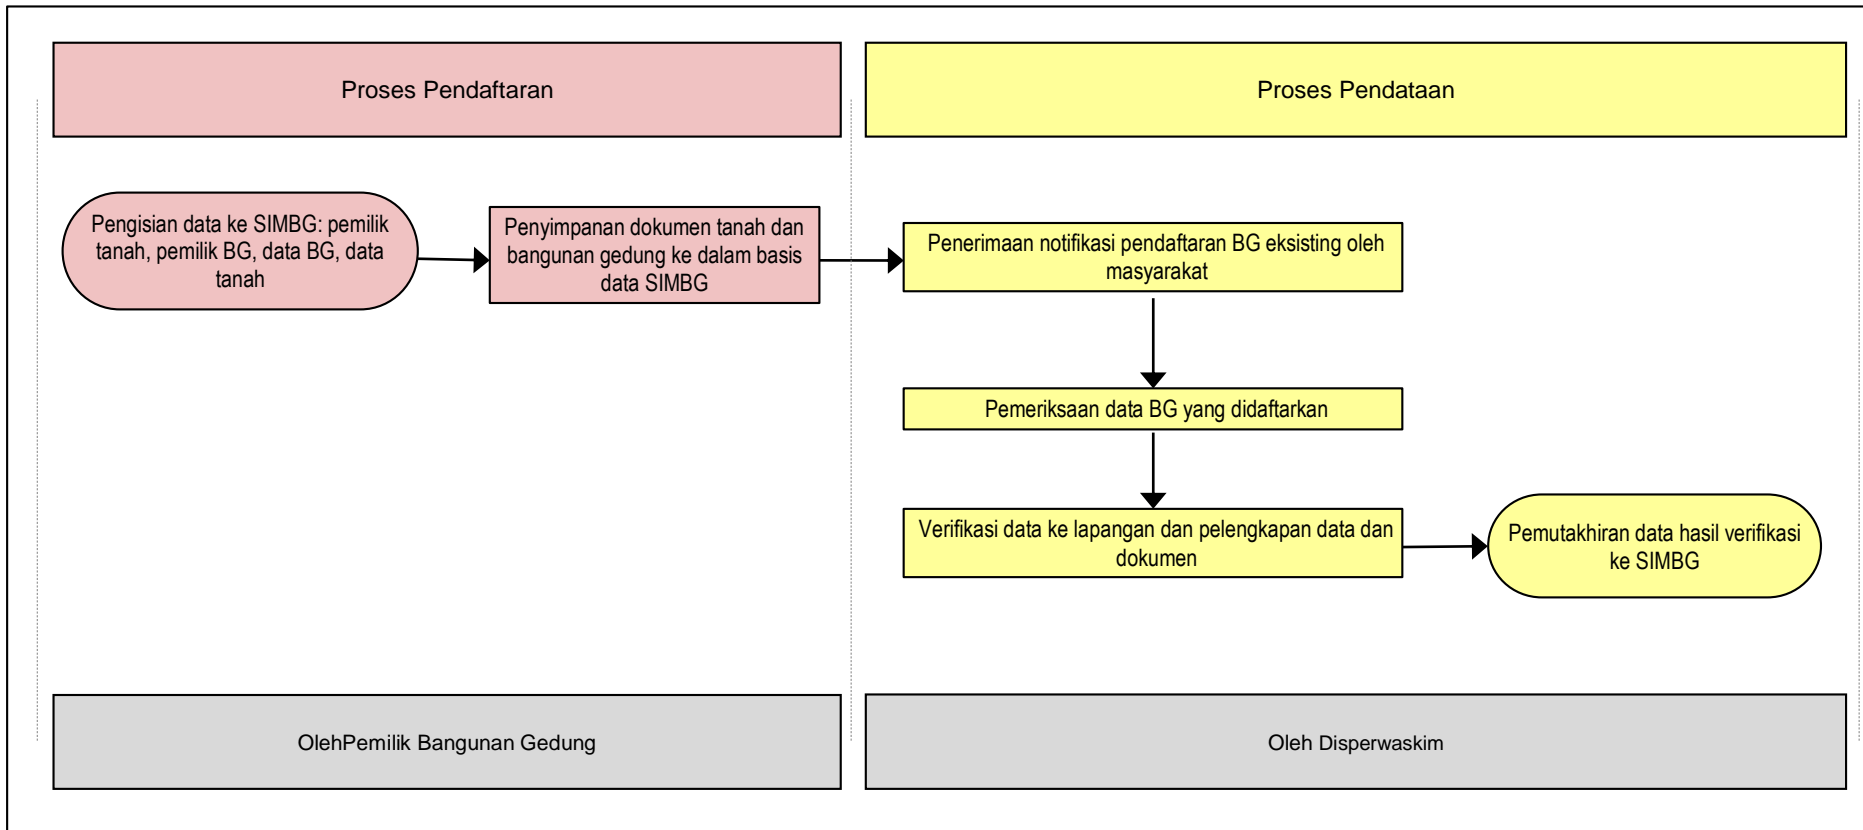 Proses Pendaftaran
Proses Pendataan
Pengisian data ke SIMBG: pemilik
tanah, pemilik BG, data BG, data
tanah
Penyimpanan dokumen tanah dan
bangunan gedung ke dalam basis
data SIMBG
Penerimaan notifikasi pendaftaran BG eksisting oleh
masyarakat
Pemeriksaan data BG yang didaftarkan
Verifikasi data ke lapangan dan pelengkapan data dan
dokumen
Pemutakhiran data hasil verifikasi
ke SIMBG
OlehPemilik Bangunan Gedung
Oleh Disperwaskim